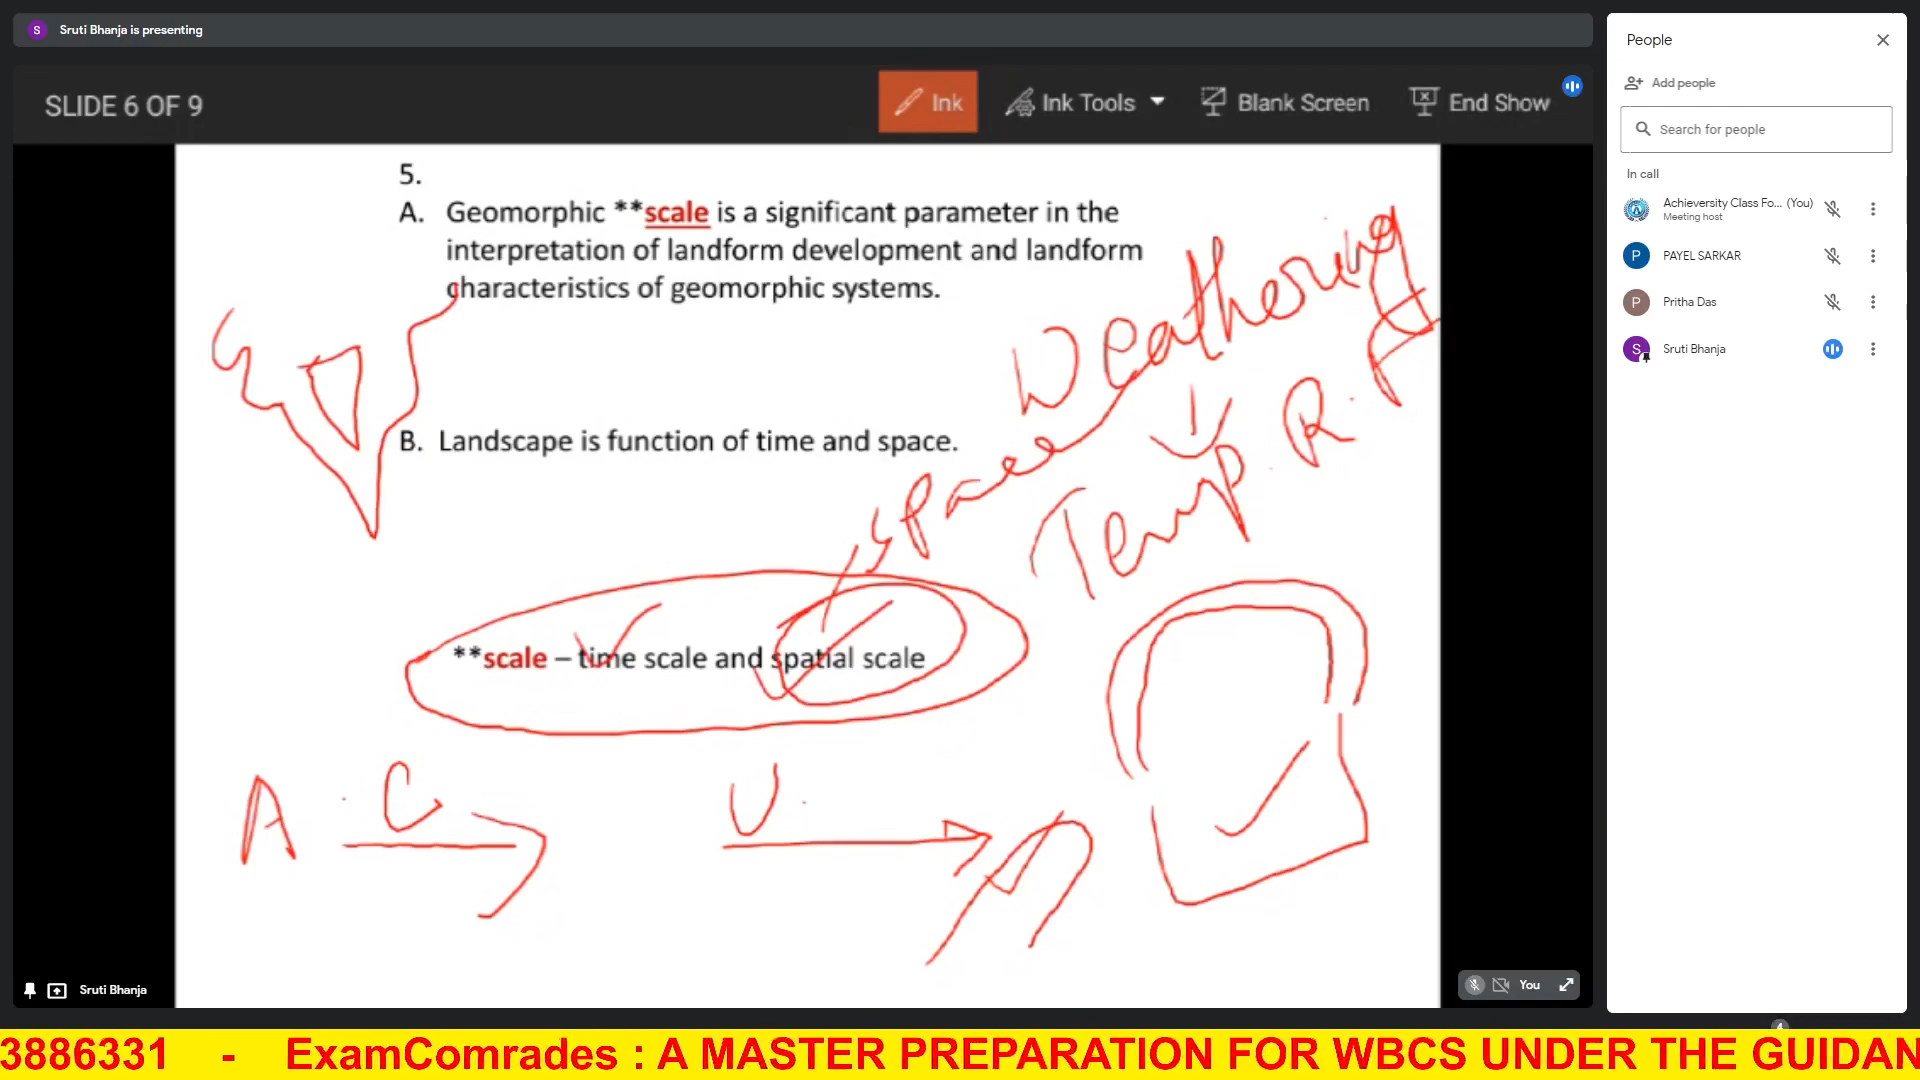 S Sruti Bhanja is presenting
SLIDE 6 OF 9
Ink
Ink Tools
Blank Screen
End Show
5.
A. Geomorphic **scale is a significant parameter in the
interpretation of landform development and landform
characteristics of geomorphic systems.
Weathering
B. Landscape is function of time and space.
Temp. R.F
Space
**scale – time scale and spatial scale
A. C
U.
Sruti Bhanja
You
People
Add people
Search for people
In call
Achieversity Class Fo... (You)
Meeting host
P PAYEL SARKAR
P Pritha Das
S Sruti Bhanja
4
3886331 - ExamComrades : A MASTER PREPARATION FOR WBCS UNDER THE GUIDAN